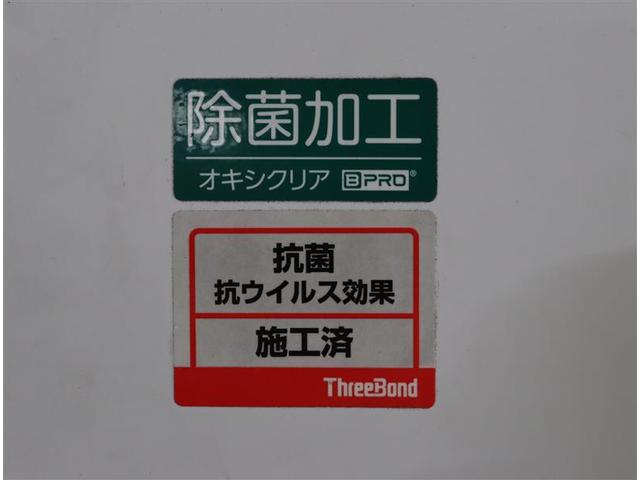 除菌加工
オキシクリア BPRO®
抗菌
抗ウイルス効果
施工済
ThreeBond